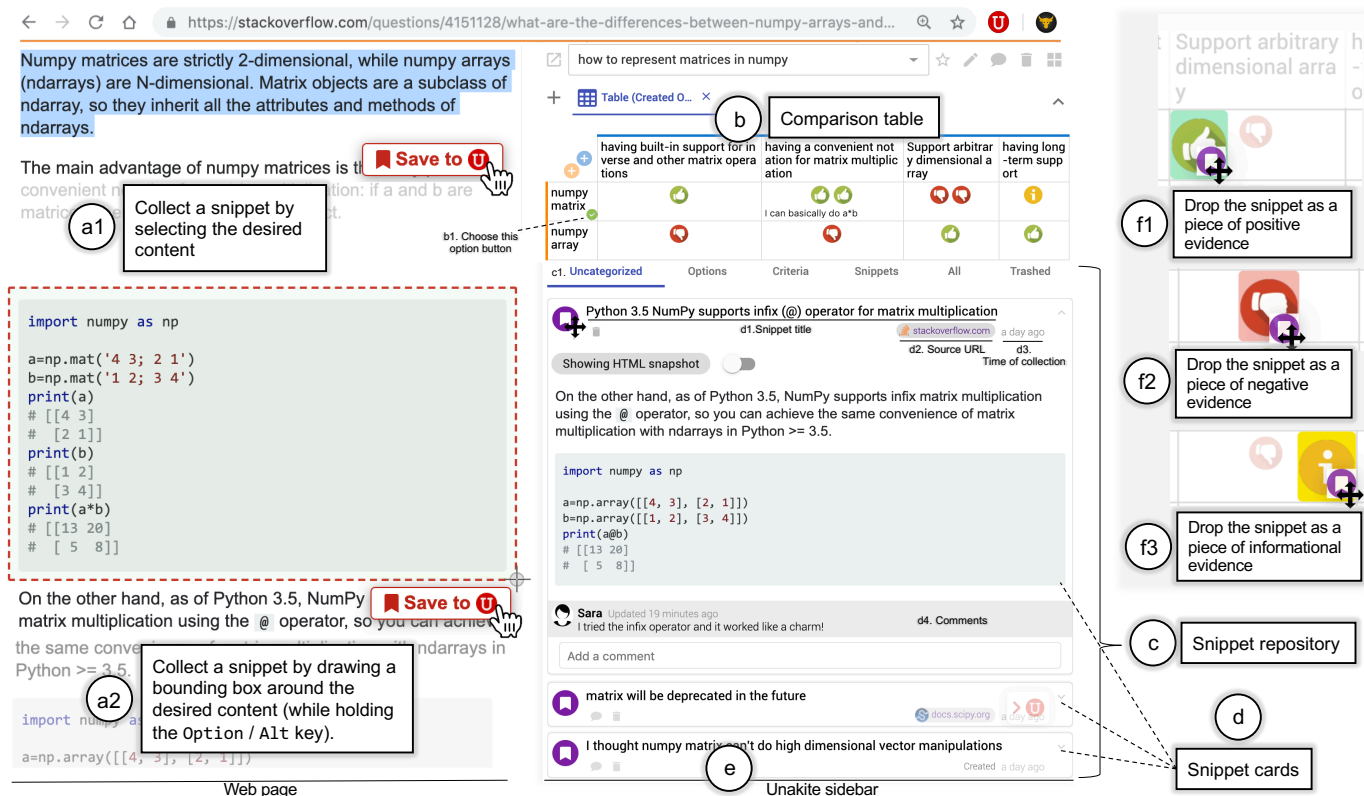 https://stackoverflow.com/questions/4151128/what-are-the-differences-between-numpy-arrays-and...
Numpy matrices are strictly 2-dimensional, while numpy arrays
(ndarrays) are N-dimensional. Matrix objects are a subclass of
ndarray, so they inherit all the attributes and methods of
ndarrays.
Save to
The main advantage of numpy matrices is
convenient
if a and b are
a1
Collect a snippet by
selecting the desired
content
import numpy as np
a=np.mat('4 3; 2 1')
b=np.mat('1 2; 3 4')
print(a)
# [[4 3]
#  [2 1]]
print(b)
# [[1 2]
#  [3 4]]
print(a*b)
# [[13 20]
#  [ 5  8]]
On the other hand, as of Python 3.5, NumPy
Save to
matrix multiplication using the @ operator, so you can achieve
the same
ndarrays in
Python >= 3.5.
a2
Collect a snippet by drawing a
bounding box around the
desired content (while holding
the Option / Alt key).
import numpy as
a=np.array([[4, 3], [2, 1]])
Web page
how to represent matrices in numpy
Table (Created O...
b
Comparison table
having built-in support for in
verse and other matrix opera
tions
having a convenient not
ation for matrix multiplic
ation
Support arbitrar
y dimensional a
rray
having long
-term supp
ort
numpy
matrix
I can basically do a*b
numpy
array
b1. Choose this
option button
c1. Uncategorized
Options
Criteria
Snippets
All
Trashed
Python 3.5 NumPy supports infix (@) operator for matrix multiplication
d1.Snippet title
stackoverflow.com
a day ago
d2. Source URL
d3.
Time of collection
Showing HTML snapshot
On the other hand, as of Python 3.5, NumPy supports infix matrix multiplication
using the @ operator, so you can achieve the same convenience of matrix
multiplication with ndarrays in Python >= 3.5.
import numpy as np
a=np.array([[4, 3], [2, 1]])
b=np.array([[1, 2], [3, 4]])
print(a@b)
# [[13 20]
#  [ 5  8]]
Sara Updated 19 minutes ago
I tried the infix operator and it worked like a charm!
d4. Comments
Add a comment
matrix will be deprecated in the future
docs.scipy.org
a day ago
I thought numpy matrix can't do high dimensional vector manipulations
Created a day ago
e
Unakite sidebar
Support arbitrary
dimensional arra
y
f1
Drop the snippet as a
piece of positive
evidence
f2
Drop the snippet as a
piece of negative
evidence
f3
Drop the snippet as a
piece of informational
evidence
c
Snippet repository
d
Snippet cards